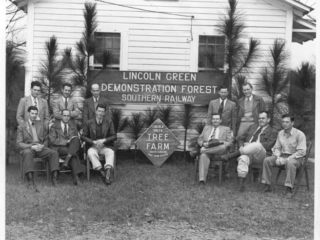 LINCOLN GREEN
DEMONSTRATION FOREST
SOUTHERN RAILWAY
TREE
FARM